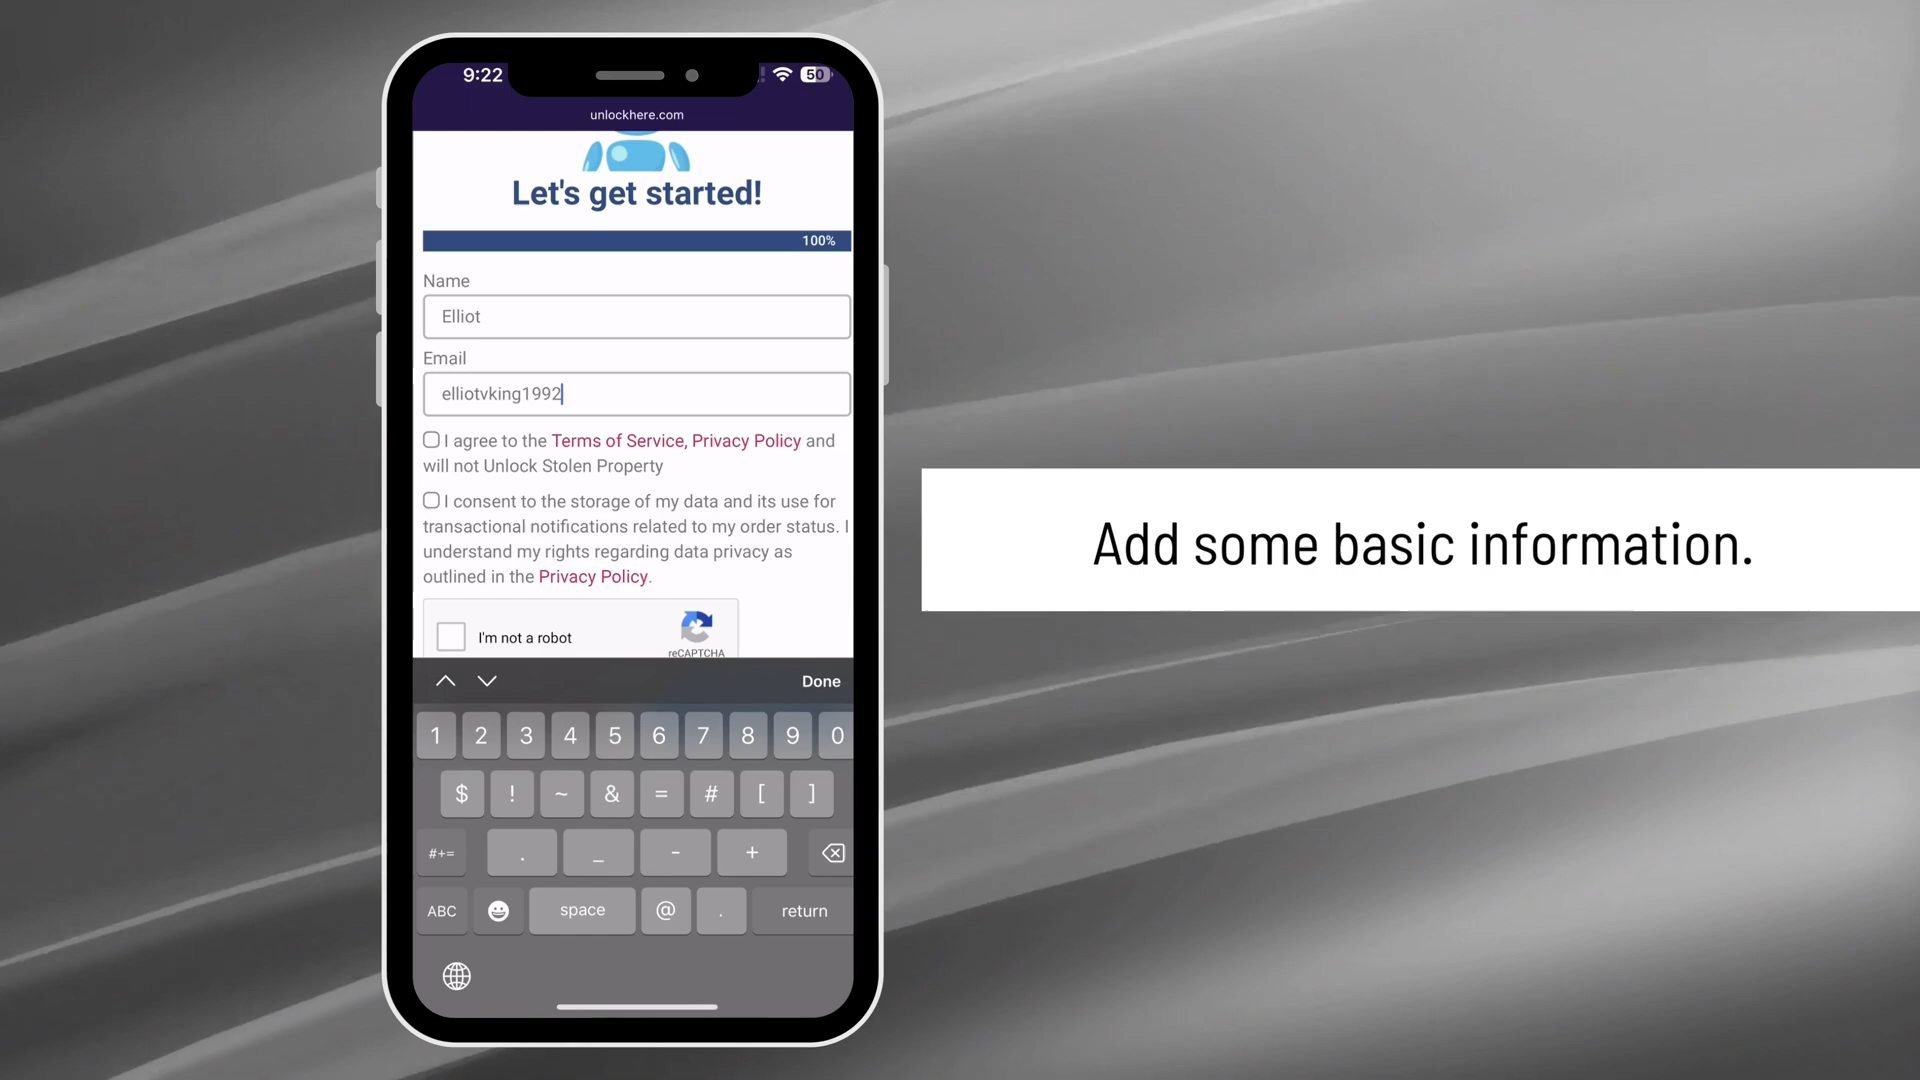 9:22
50
unlockhere.com
Let's get started!
100%
Name
Elliot
Email
elliotvking1992
I agree to the Terms of Service, Privacy Policy and
will not Unlock Stolen Property
I consent to the storage of my data and its use for
transactional notifications related to my order status. I
understand my rights regarding data privacy as
outlined in the Privacy Policy.
I'm not a robot
reCAPTCHA
Done
1 2 3 4 5 6 7 8 9 0
$ ! ~ & = # [ ]
#+= . _ - +
ABC space @ . return
Add some basic information.